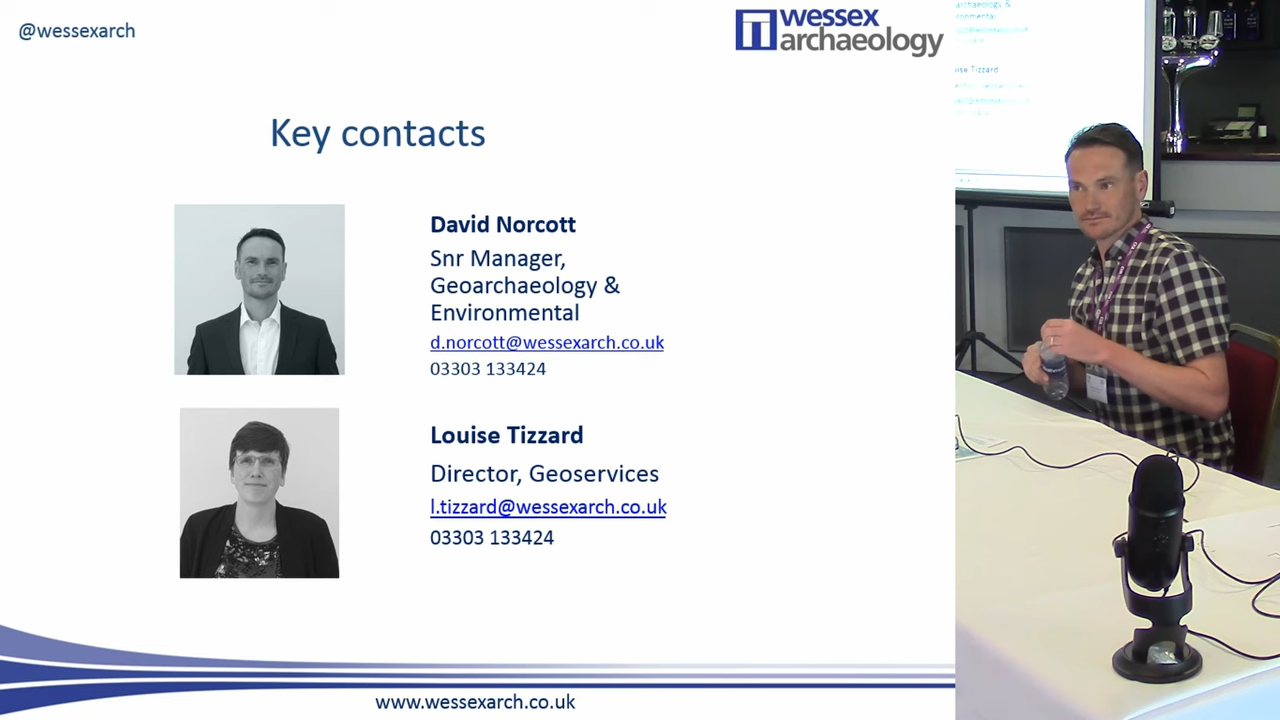 @wessexarch
wessex
archaeology
Key contacts
David Norcott
Snr Manager,
Geoarchaeology &
Environmental
d.norcott@wessexarch.co.uk
03303 133424
Louise Tizzard
Director, Geoservices
l.tizzard@wessexarch.co.uk
03303 133424
www.wessexarch.co.uk